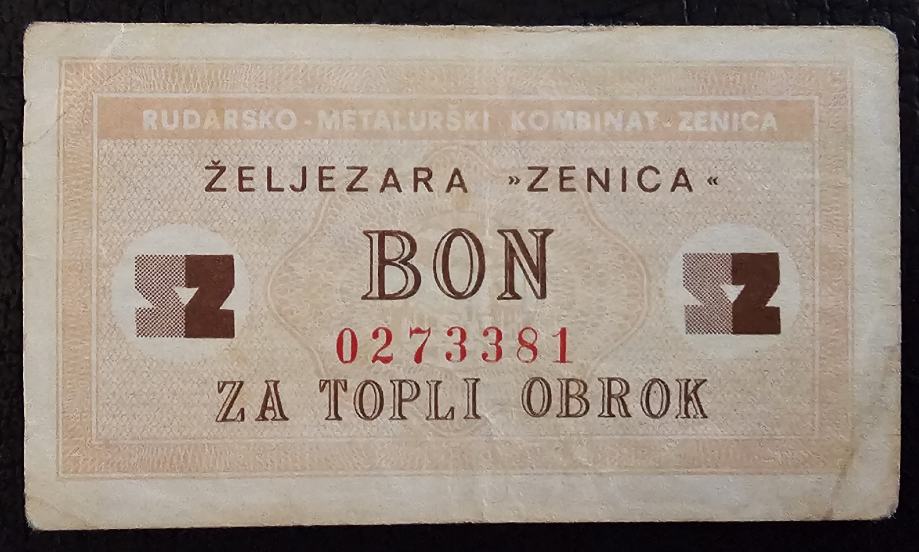 RUDARSKO-METALURŠKI KOMBINAT-ZENICA
ŽELJEZARA »ZENICA«
BON
0273381
ZA TOPLI OBROK